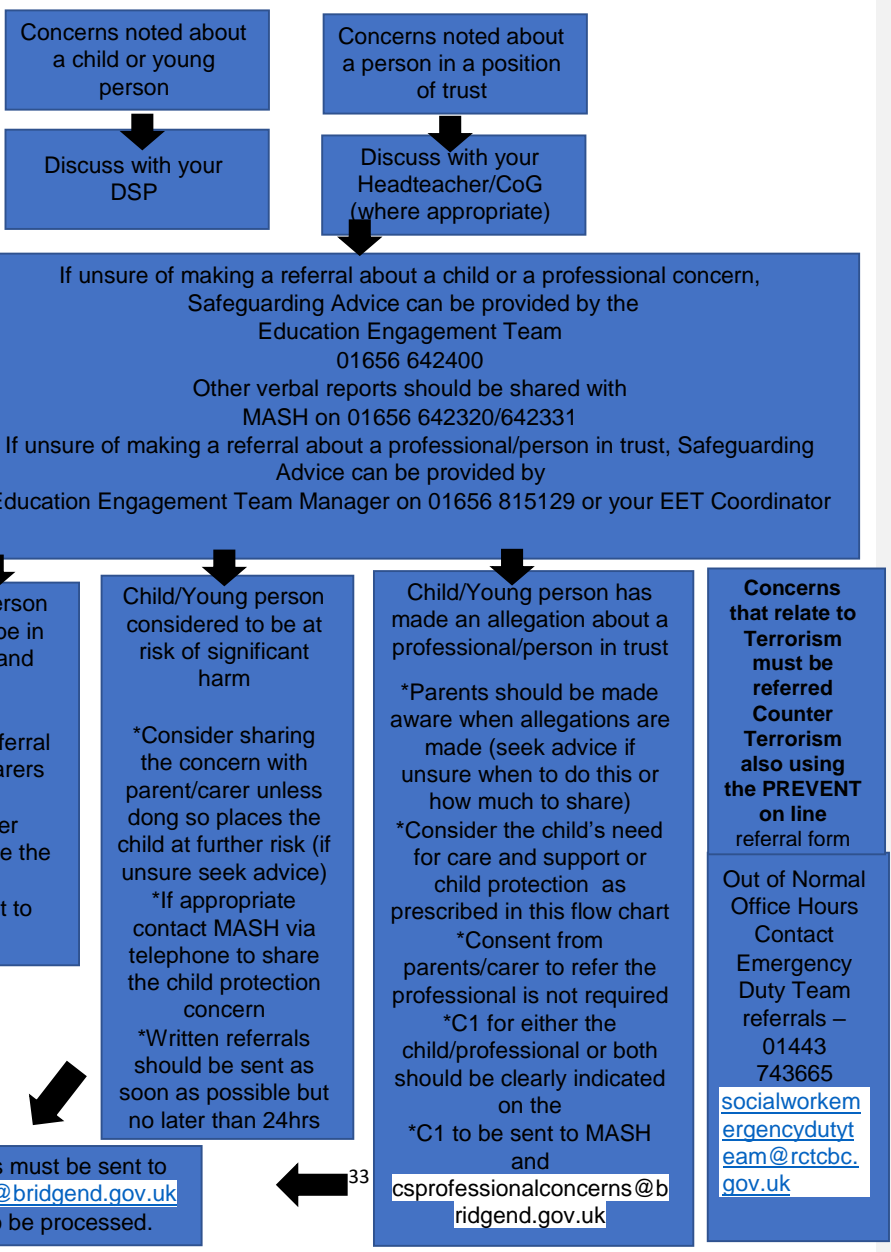 Concerns noted about
a child or young
person
Concerns noted about
a person in a position
of trust
Discuss with your
DSP
Discuss with your
Headteacher/CoG
(where appropriate)
If unsure of making a referral about a child or a professional concern,
Safeguarding Advice can be provided by the
Education Engagement Team
01656 642400
Other verbal reports should be shared with
MASH on 01656 642320/642331
If unsure of making a referral about a professional/person in trust, Safeguarding
Advice can be provided by
Education Engagement Team Manager on 01656 815129 or your EET Coordinator
and
Child/Young person
considered to be at
risk of significant
harm
*Consider sharing
the concern with
parent/carer unless
dong so places the
child at further risk (if
unsure seek advice)
*If appropriate
contact MASH via
telephone to share
the child protection
concern
*Written referrals
should be sent as
soon as possible but
no later than 24hrs
Child/Young person has
made an allegation about a
professional/person in trust
*Parents should be made
aware when allegations are
made (seek advice if
unsure when to do this or
how much to share)
*Consider the child's need
for care and support or
child protection as
prescribed in this flow chart
*Consent from
parents/carer to refer the
professional is not required
*C1 for either the
child/professional or both
should be clearly indicated
on the
*C1 to be sent to MASH
and
csprofessionalconcerns@b
ridgend.gov.uk
Concerns
that relate to
Terrorism
must be
referred
Counter
Terrorism
also using
the PREVENT
on line
referral form
Out of Normal
Office Hours
Contact
Emergency
Duty Team
referrals –
01443
743665
socialworkem
ergencydutyt
eam@rctcbc.
gov.uk
must be sent to
@bridgend.gov.uk
be processed.
33